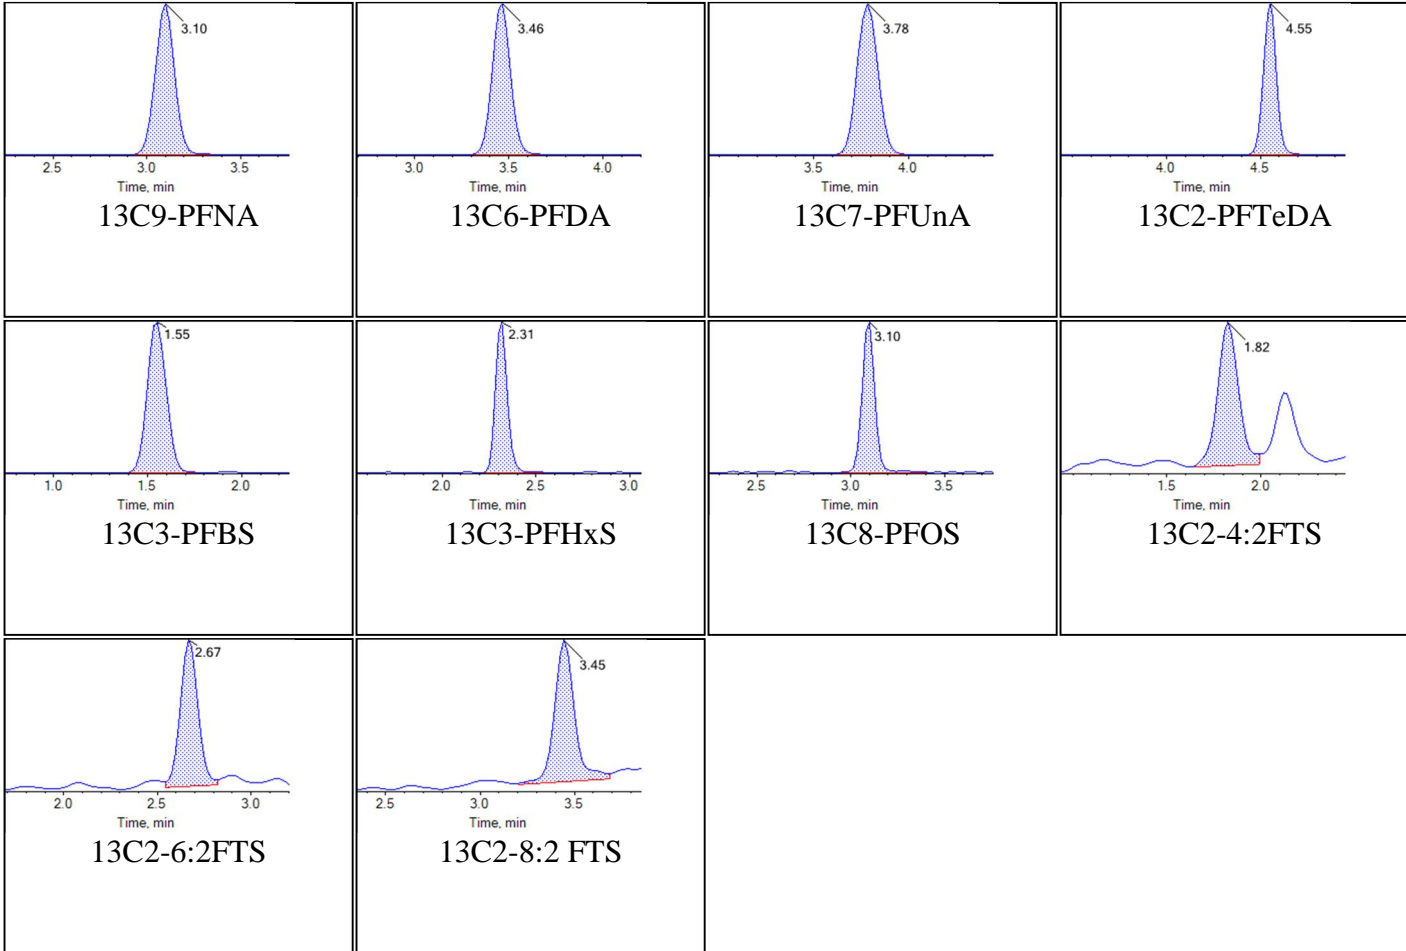 3.10
2.5 3.0 3.5
Time, min
13C9-PFNA
3.46
3.0 3.5 4.0
Time, min
13C6-PFDA
3.78
3.5 4.0
Time, min
13C7-PFUnA
4.55
4.0 4.5
Time, min
13C2-PFTeDA
1.55
1.0 1.5 2.0
Time, min
13C3-PFBS
2.31
2.0 2.5 3.0
Time, min
13C3-PFHxS
3.10
2.5 3.0 3.5
Time, min
13C8-PFOS
1.82
1.5 2.0
Time, min
13C2-4:2FTS
2.67
2.0 2.5 3.0
Time, min
13C2-6:2FTS
3.45
2.5 3.0 3.5
Time, min
13C2-8:2 FTS